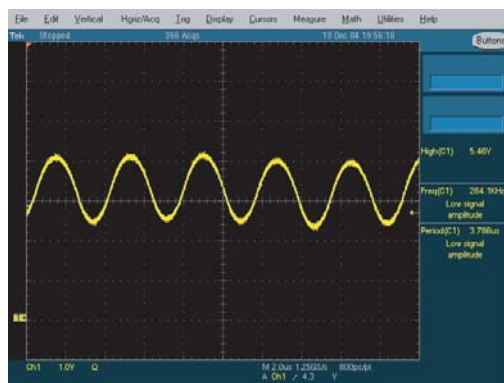 File Edit Vertical Horiz/Acq Trig Display Cursors Measure Math Utilities Help
Tek Stopped 266 Acqs 19 Dec 04 19:56:18
Buttons
High(C1) 5.46V
Freq(C1) 264.1KHz
Low signal
amplitude
Period(C1) 3.786us
Low signal
amplitude
Ch1 1.0V Ω
M 2.0us 1.25GS/s 800ps/pt
A Ch1 / 4.3 V